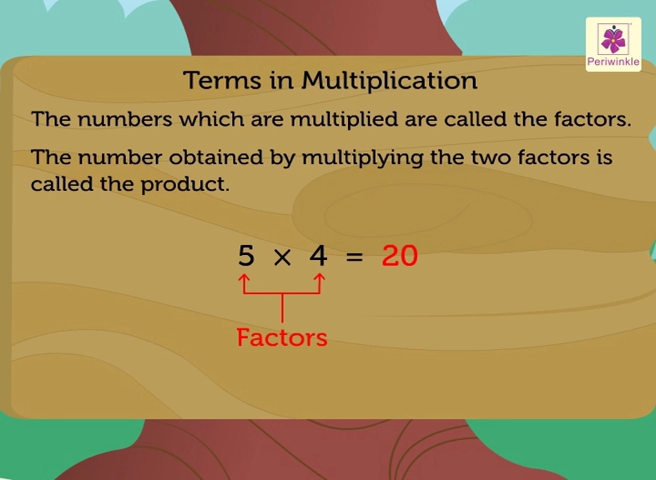 Periwinkle
Terms in Multiplication
The numbers which are multiplied are called the factors.
The number obtained by multiplying the two factors is
called the product.
5 × 4 = 20
Factors